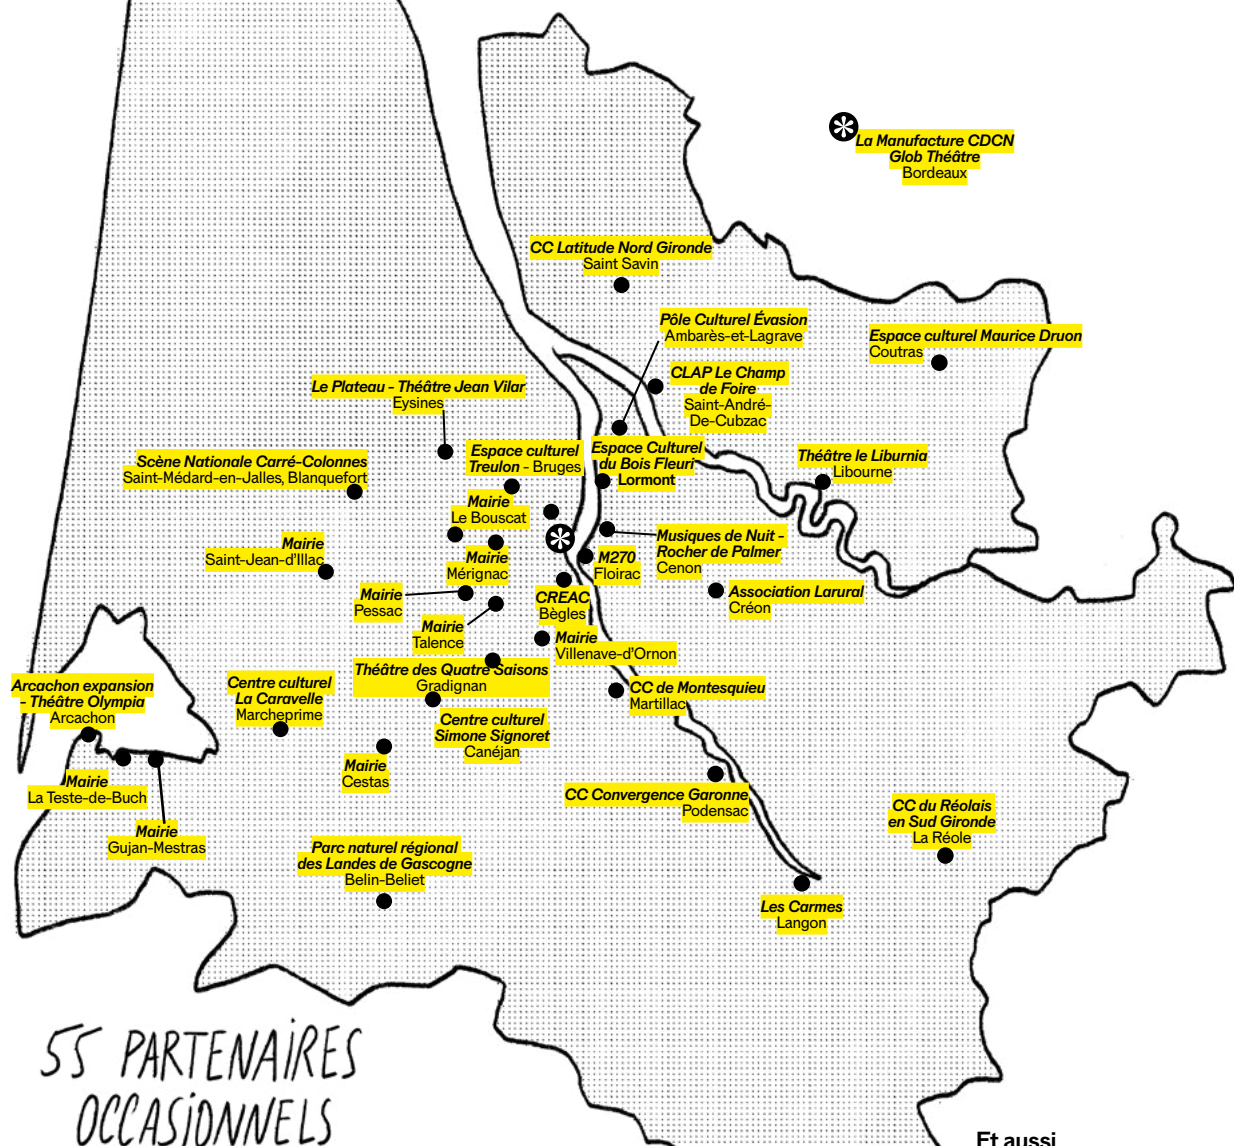 La Manufacture CDCN
Glob Théâtre
Bordeaux
CC Latitude Nord Gironde
Saint Savin
Pôle Culturel Évasion
Ambarès-et-Lagrave
Espace culturel Maurice Druon
Coutras
CLAP Le Champ
de Foire
Saint-André-
De-Cubzac
Le Plateau - Théâtre Jean Vilar
Eysines
Espace culturel
Treulon - Bruges
Espace Culturel
du Bois Fleuri
Lormont
Théâtre le Liburnia
Libourne
Scène Nationale Carré-Colonnes
Saint-Médard-en-Jalles, Blanquefort
Mairie
Le Bouscat
Mairie
Saint-Jean-d'Illac
Mairie
Mérignac
M270
Floirac
Musiques de Nuit -
Rocher de Palmer
Cenon
Mairie
Pessac
CREAC
Bègles
Association Larural
Créon
Mairie
Talence
Mairie
Villenave-d'Ornon
Théâtre des Quatre Saisons
Gradignan
Arcachon expansion
- Théâtre Olympia
Arcachon
Centre culturel
La Caravelle
Marcheprime
CC de Montesquieu
Martillac
Centre culturel
Simone Signoret
Canéjan
Mairie
Cestas
Mairie
La Teste-de-Buch
Mairie
Gujan-Mestras
CC Convergence Garonne
Podensac
CC du Réolais
en Sud Gironde
La Réole
Parc naturel régional
des Landes de Gascogne
Belin-Beliet
Les Carmes
Langon
55 PARTENAIRES
OCCASIONNELS
Et aussi